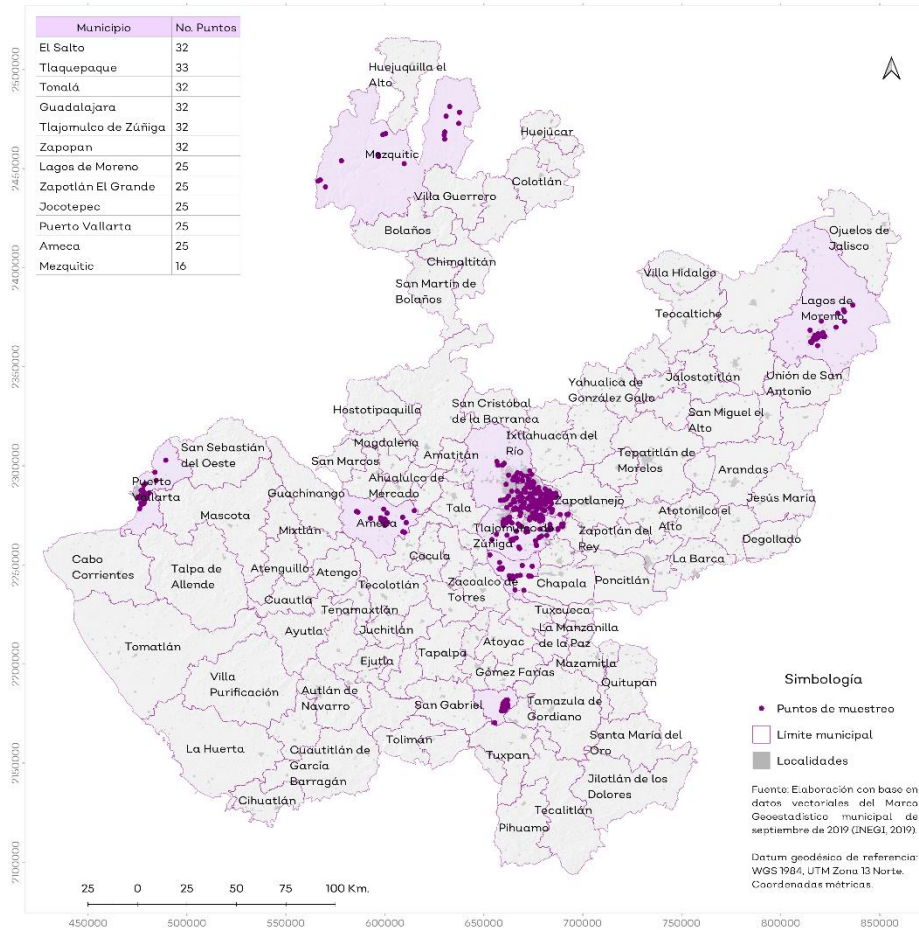 Municipio No. Puntos
El Salto 32
Tlaquepaque 33
Tonalá 32
Guadalajara 32
Tlajomulco de Zúñiga 32
Zapopan 32
Lagos de Moreno 25
Zapotlán El Grande 25
Jocotepec 25
Puerto Vallarta 25
Ameca 25
Mezquitic 16
Huejuquilla el
Alto
Huejúcar
Mezquitic
Colotlán
Villa Guerrero
Bolaños
Ojuelos de
Jalisco
Chimaltitán
Villa Hidalgo
San Martín de
Bolaños
Lagos de
Moreno
Teocaltiche
Unión de San
Antonio
Jalostotitlán
Yahualica de
González Gallo
San Cristóbal
de la Barranca
Hostotipaquilla
San Miguel el
Alto
Ixtlahuacán del
Río
Magdalena
San Sebastián
del Oeste
Amatitán
Tepatitlán de
Morelos
San Marcos
Arandas
Ahualulco de
Mercado
Puerto
Vallarta
Guachinango
Zapotlanejo
Jesús María
Tala
Atotonilco el
Alto
Mascota
Ameca
Tlajomulco de
Zúñiga
Mixtlán
Zapotlán del
Rey
Degollado
Cocula
La Barca
Cabo
Corrientes
Talpa de
Allende
Atenguillo
Atengo
Tecolotlán
Zacoalco de
Torres
Chapala
Poncitlán
Cuautla
Tenamaxtlán
Tuxcueca
Ayutla
Juchitlán
La Manzanilla
de la Paz
Atoyac
Tomatlán
Tapalpa
Ejutla
Mazamitla
Gómez Farías
Villa
Purificación
Quitupan
Autlán de
Navarro
San Gabriel
Tamazula de
Gordiano
Tolimán
Santa María del
Oro
La Huerta
Cuautitlán de
García
Barragán
Tuxpan
Jilotlán de los
Dolores
Cihuatlán
Tecalitlán
Pihuamo
Simbología
Puntos de muestreo
Límite municipal
Localidades
Fuente: Elaboración con base en
datos vectoriales del Marco
Geoestadístico municipal de
septiembre de 2019 (INEGI, 2019).
Datum geodésico de referencia:
WGS 1984, UTM Zona 13 Norte.
Coordenadas métricas.
25 0 25 50 75 100 Km.
2500000
2450000
2400000
2350000
2300000
2250000
2200000
2150000
2100000
450000 500000 550000 600000 650000 700000 750000 800000 850000